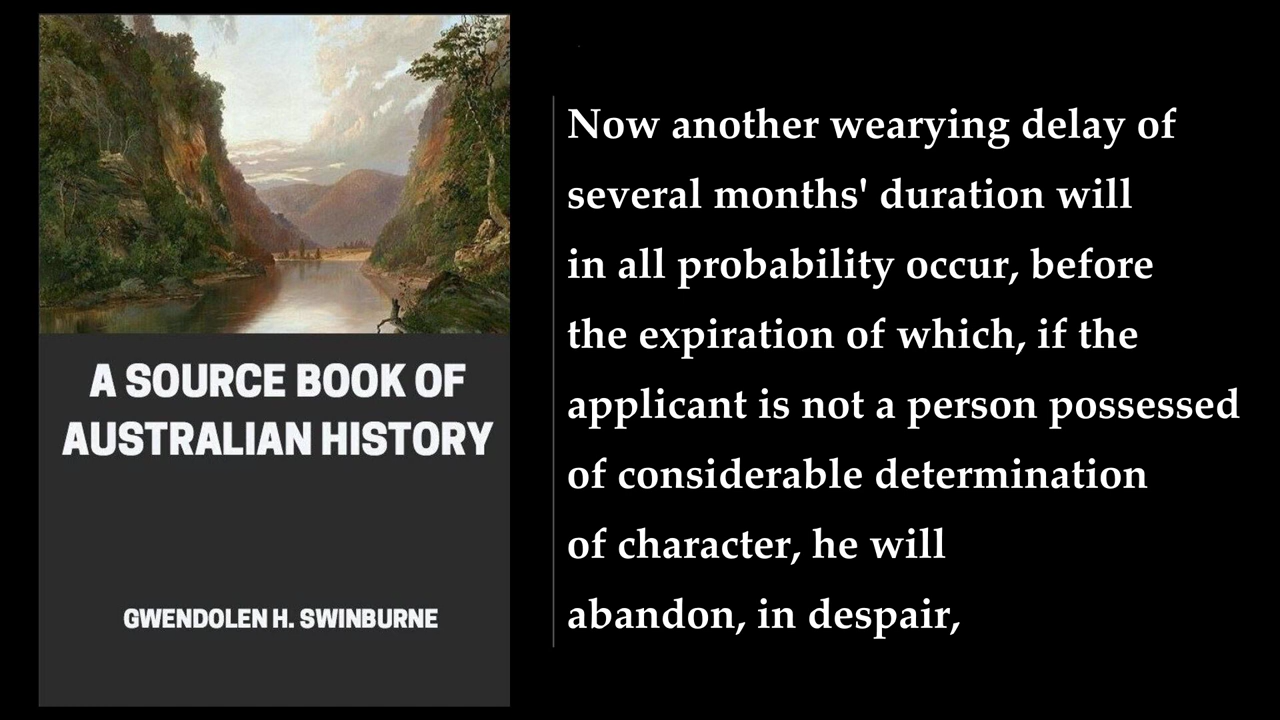 A SOURCE BOOK OF
AUSTRALIAN HISTORY
GWENDOLEN H. SWINBURNE
Now another wearying delay of
several months' duration will
in all probability occur, before
the expiration of which, if the
applicant is not a person possessed
of considerable determination
of character, he will
abandon, in despair,